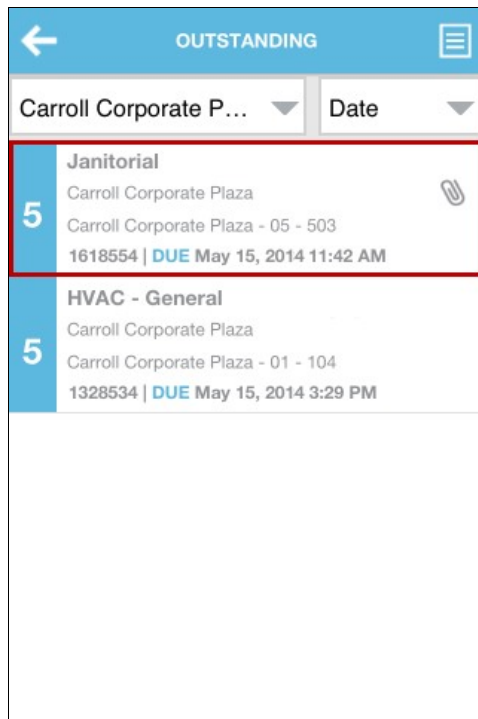 OUTSTANDING
Carroll Corporate P... Date
Janitorial
Carroll Corporate Plaza
5
Carroll Corporate Plaza - 05 - 503
1618554 | DUE May 15, 2014 11:42 AM
HVAC - General
Carroll Corporate Plaza
5
Carroll Corporate Plaza - 01 - 104
1328534 | DUE May 15, 2014 3:29 PM